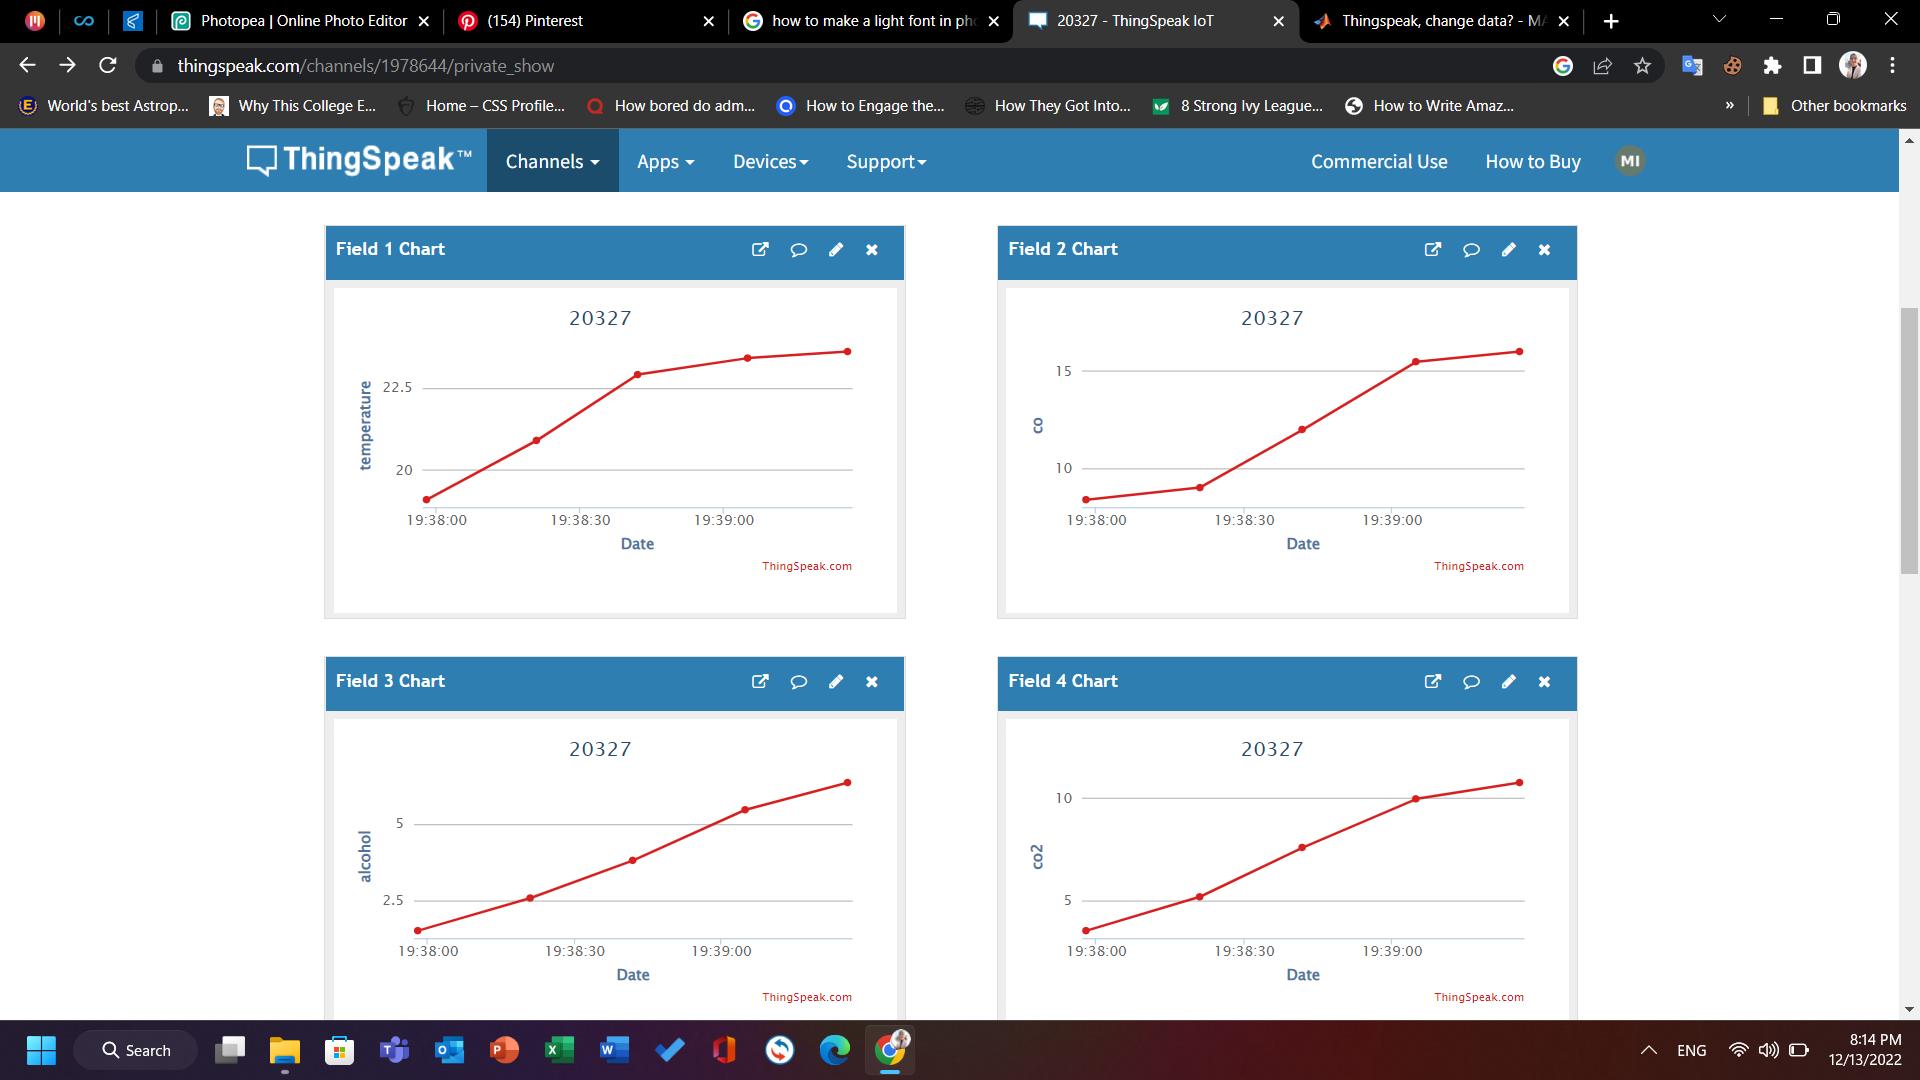 Photopea | Online Photo Editor
(154) Pinterest
how to make a light font in ph
20327 - ThingSpeak IoT
Thingspeak, change data? - MA
thingspeak.com/channels/1978644/private_show
World's best Astrop...
Why This College E...
Home – CSS Profile...
How bored do adm...
How to Engage the...
How They Got Into...
8 Strong Ivy League...
How to Write Amaz...
»
Other bookmarks
ThingSpeak™
Channels
Apps
Devices
Support
Commercial Use
How to Buy
MI
Field 1 Chart
20327
temperature
22.5
20
19:38:00 19:38:30 19:39:00
Date
ThingSpeak.com
Field 2 Chart
20327
co
15
10
19:38:00 19:38:30 19:39:00
Date
ThingSpeak.com
Field 3 Chart
20327
alcohol
5
2.5
19:38:00 19:38:30 19:39:00
Date
ThingSpeak.com
Field 4 Chart
20327
co2
10
5
19:38:00 19:38:30 19:39:00
Date
ThingSpeak.com
Search
ENG
8:14 PM
12/13/2022